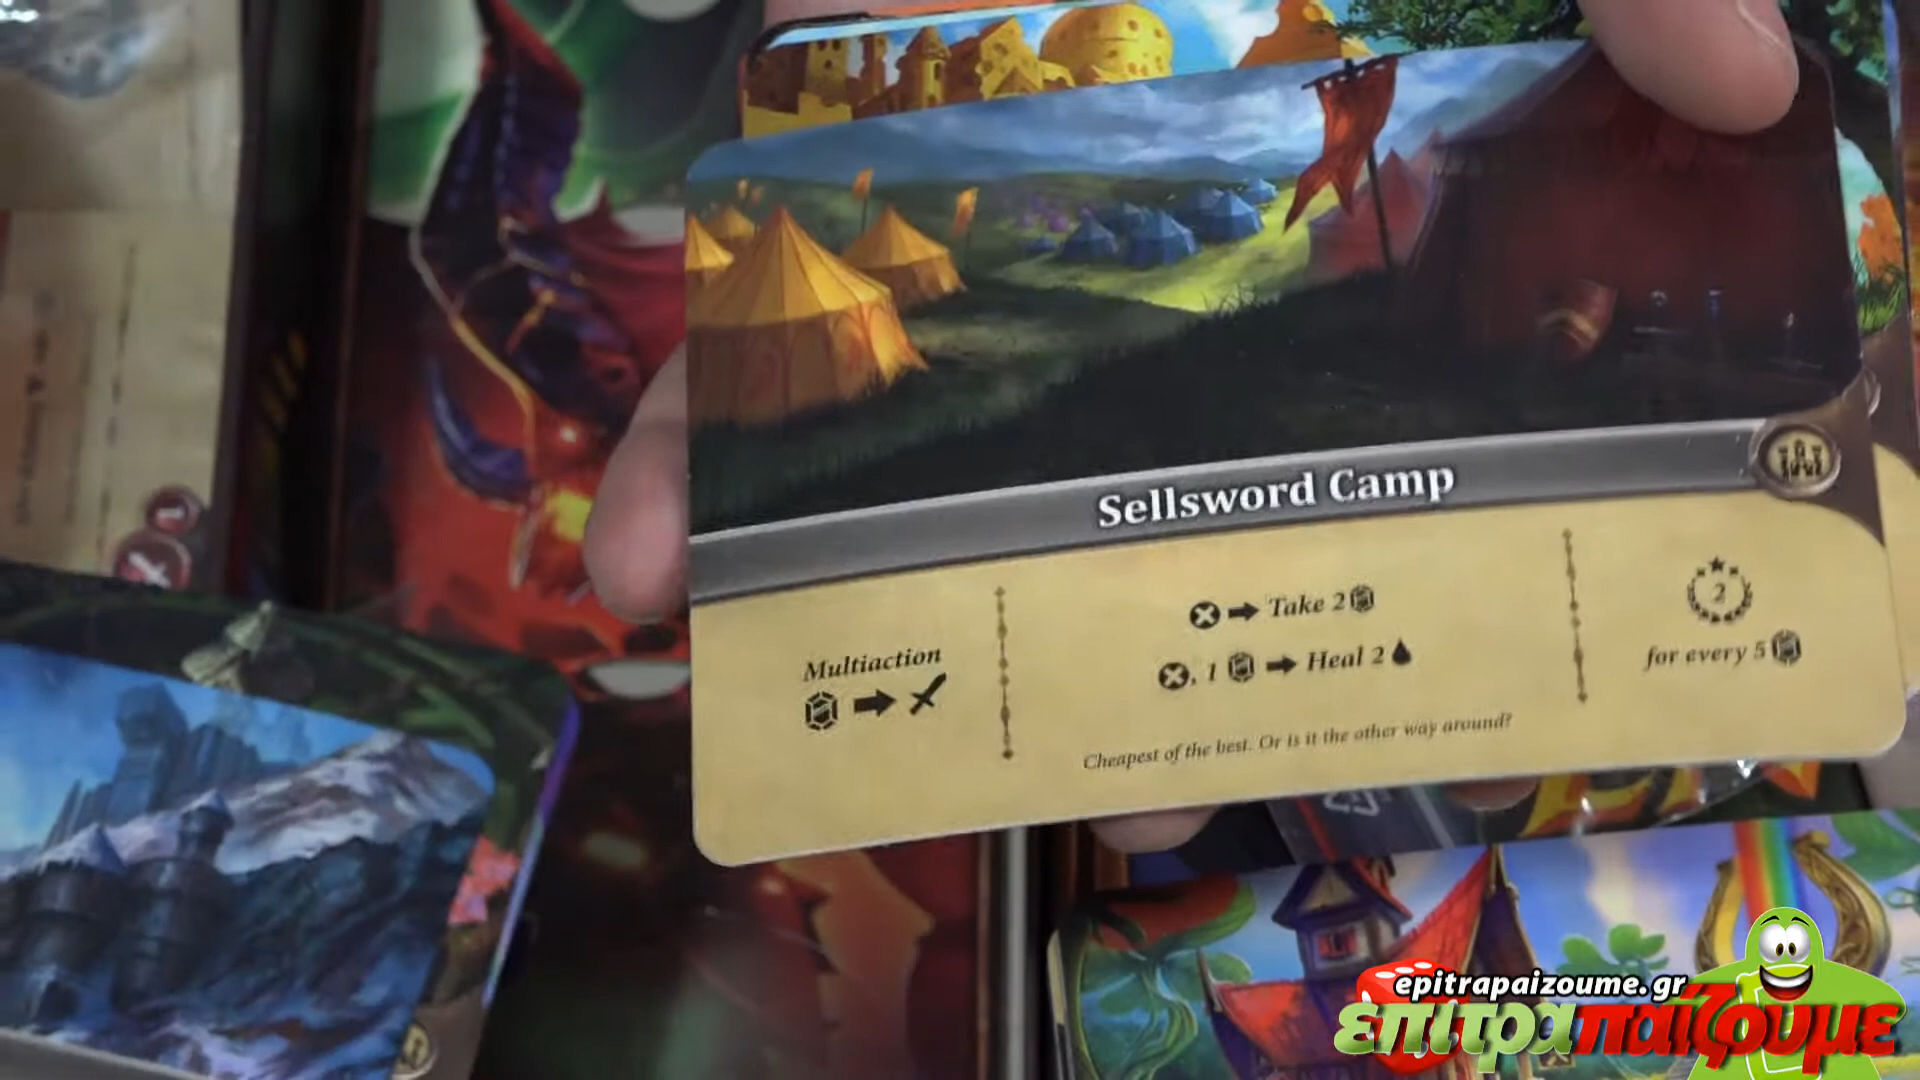 Sellsword Camp
Multiaction
Take 2
, 1 Heal 2
2
for every 5
Cheapest of the best. Or is it the other way around?
epitrapaizoume.gr
επιτραπαίζουμε